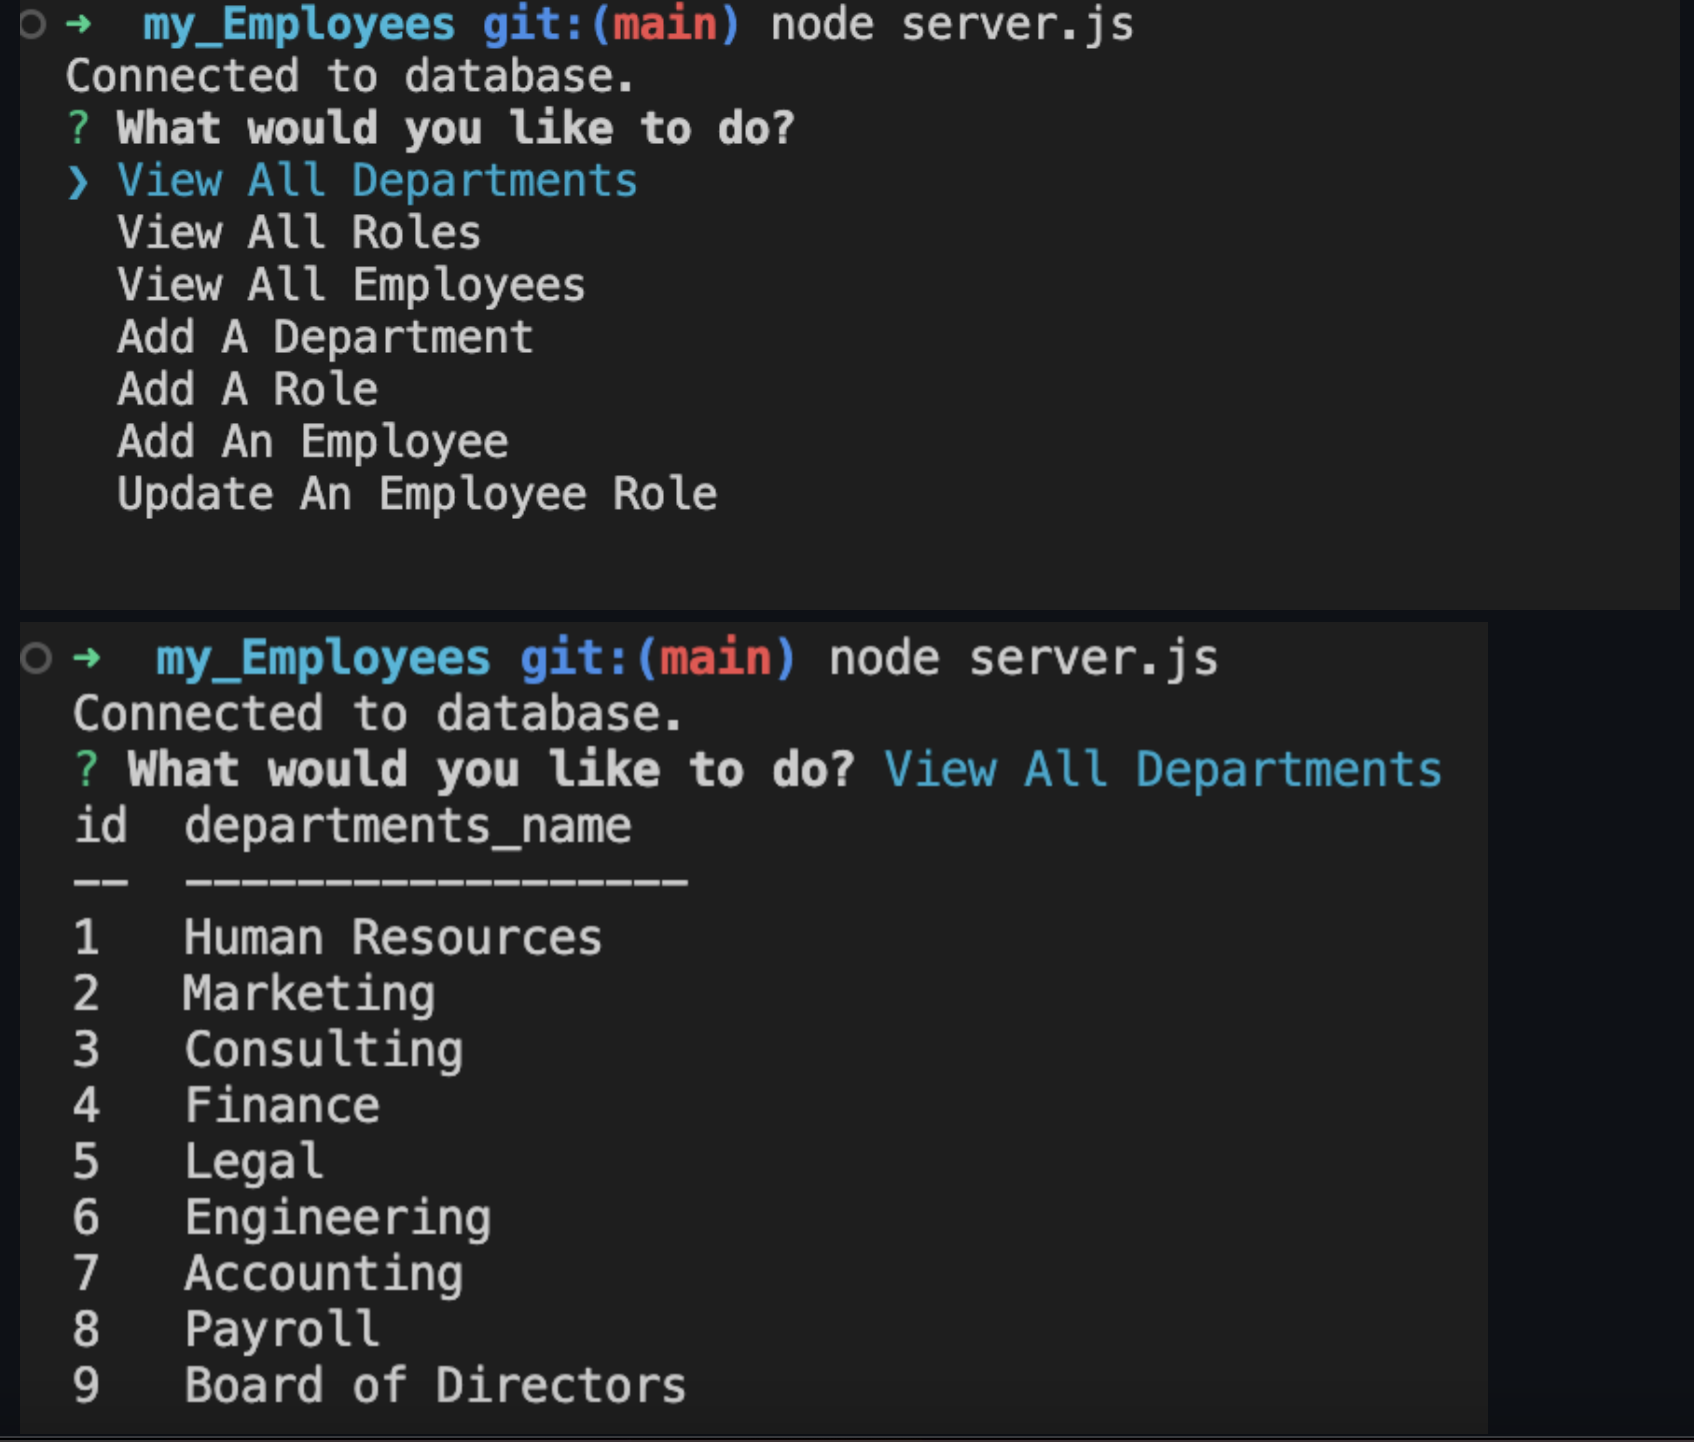 ➜  my_Employees git:(main) node server.js
Connected to database.
? What would you like to do?
❯ View All Departments
  View All Roles
  View All Employees
  Add A Department
  Add A Role
  Add An Employee
  Update An Employee Role
➜  my_Employees git:(main) node server.js
Connected to database.
? What would you like to do? View All Departments
id  departments_name
--  ------------------
1   Human Resources
2   Marketing
3   Consulting
4   Finance
5   Legal
6   Engineering
7   Accounting
8   Payroll
9   Board of Directors